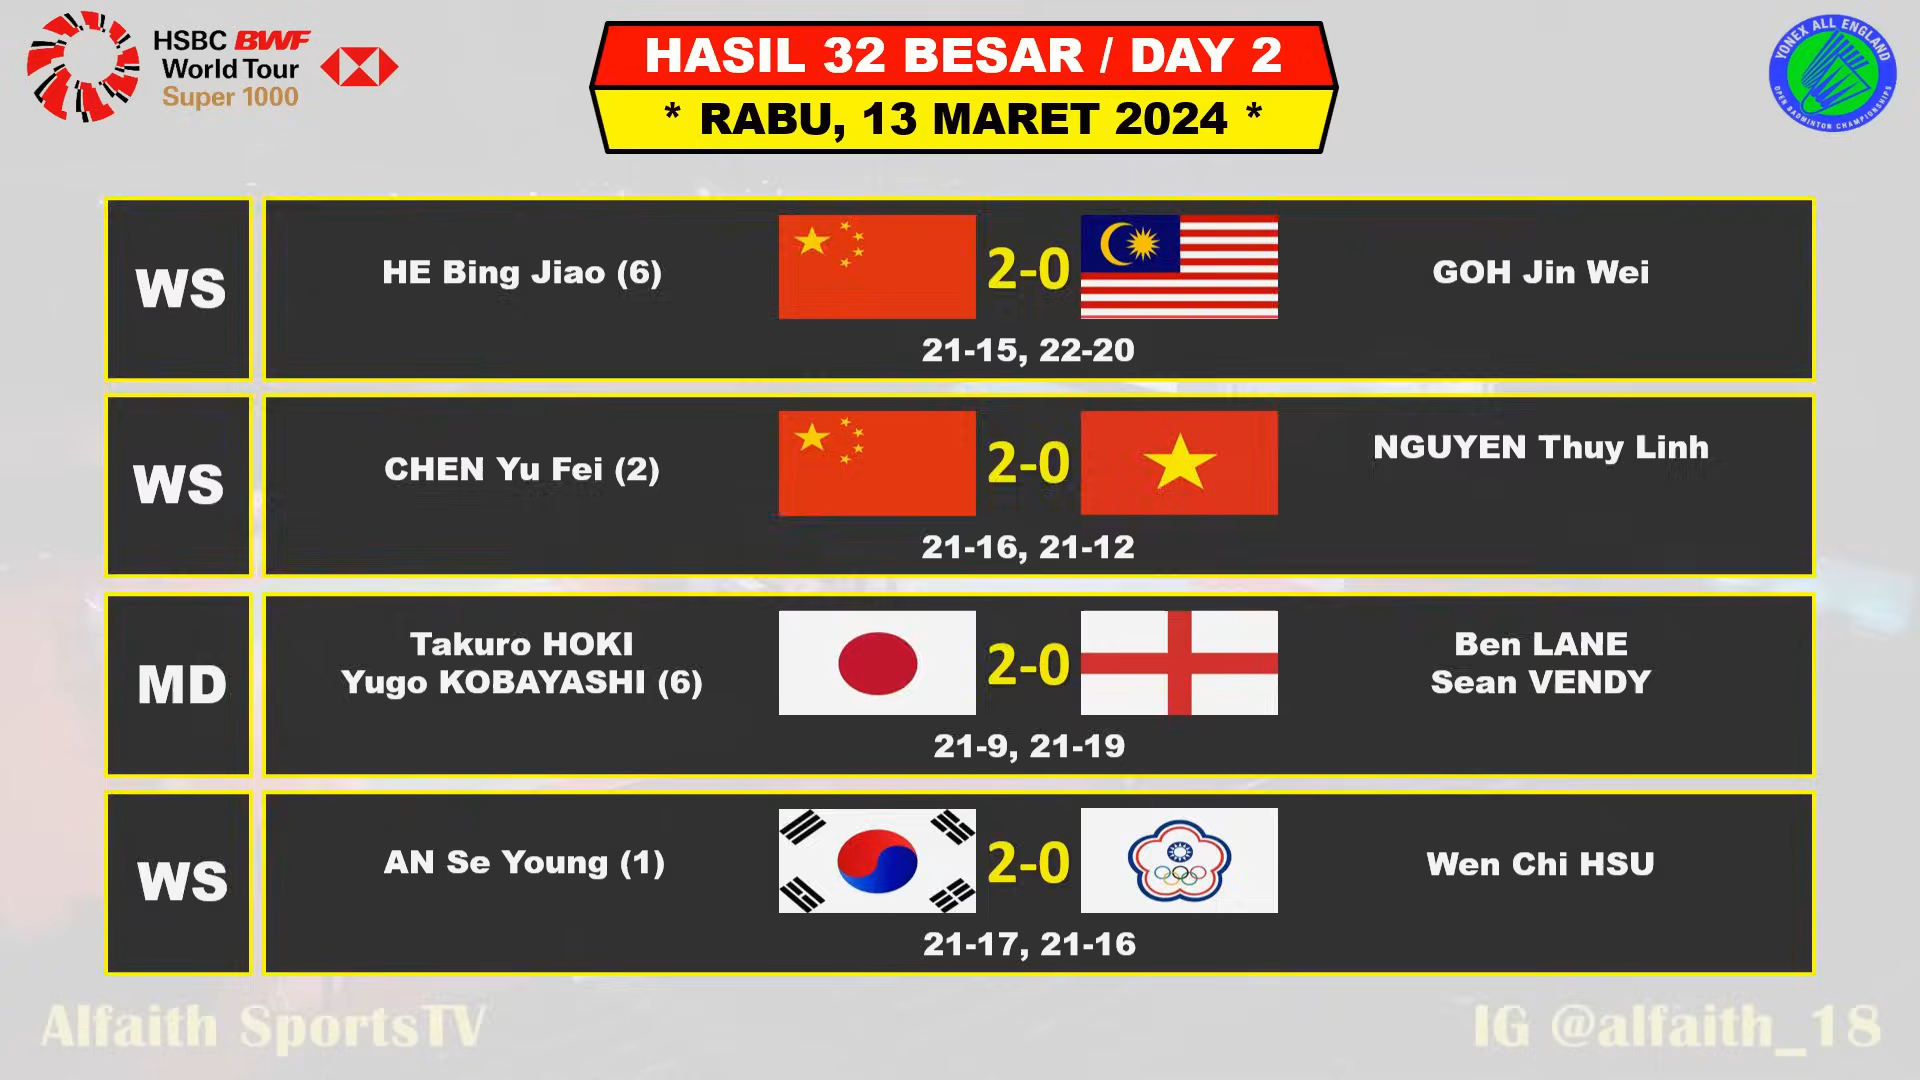 HSBC BWF
World Tour
Super 1000
HASIL 32 BESAR / DAY 2
* RABU, 13 MARET 2024 *
YONEX ALL ENGLAND
OPEN BADMINTON CHAMPIONSHIPS
WS
HE Bing Jiao (6)
2-0
GOH Jin Wei
21-15, 22-20
WS
CHEN Yu Fei (2)
2-0
NGUYEN Thuy Linh
21-16, 21-12
MD
Takuro HOKI
Yugo KOBAYASHI (6)
2-0
Ben LANE
Sean VENDY
21-9, 21-19
WS
AN Se Young (1)
2-0
Wen Chi HSU
21-17, 21-16
Alfaith SportsTV
IG @alfaith_18